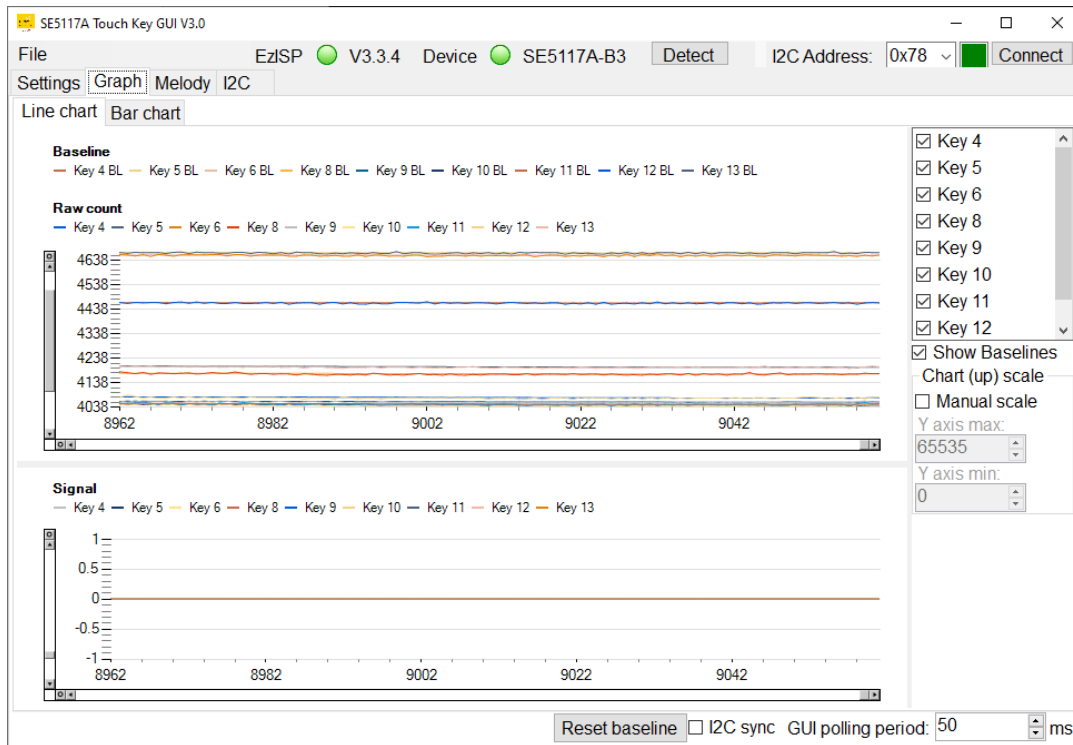 SE5117A Touch Key GUI V3.0
File EzISP V3.3.4 Device SE5117A-B3 Detect I2C Address: 0x78 Connect
Settings Graph Melody I2C
Line chart Bar chart
Baseline
Key 4 BL Key 5 BL Key 6 BL Key 8 BL Key 9 BL Key 10 BL Key 11 BL Key 12 BL Key 13 BL
Raw count
Key 4 Key 5 Key 6 Key 8 Key 9 Key 10 Key 11 Key 12 Key 13
4638
4538
4438
4338
4238
4138
4038
8962 8982 9002 9022 9042
Signal
Key 4 Key 5 Key 6 Key 8 Key 9 Key 10 Key 11 Key 12 Key 13
1
0.5
0
-0.5
-1
8962 8982 9002 9022 9042
Key 4
Key 5
Key 6
Key 8
Key 9
Key 10
Key 11
Key 12
Show Baselines
Chart (up) scale
Manual scale
Y axis max:
65535
Y axis min:
0
Reset baseline I2C sync GUI polling period: 50 ms